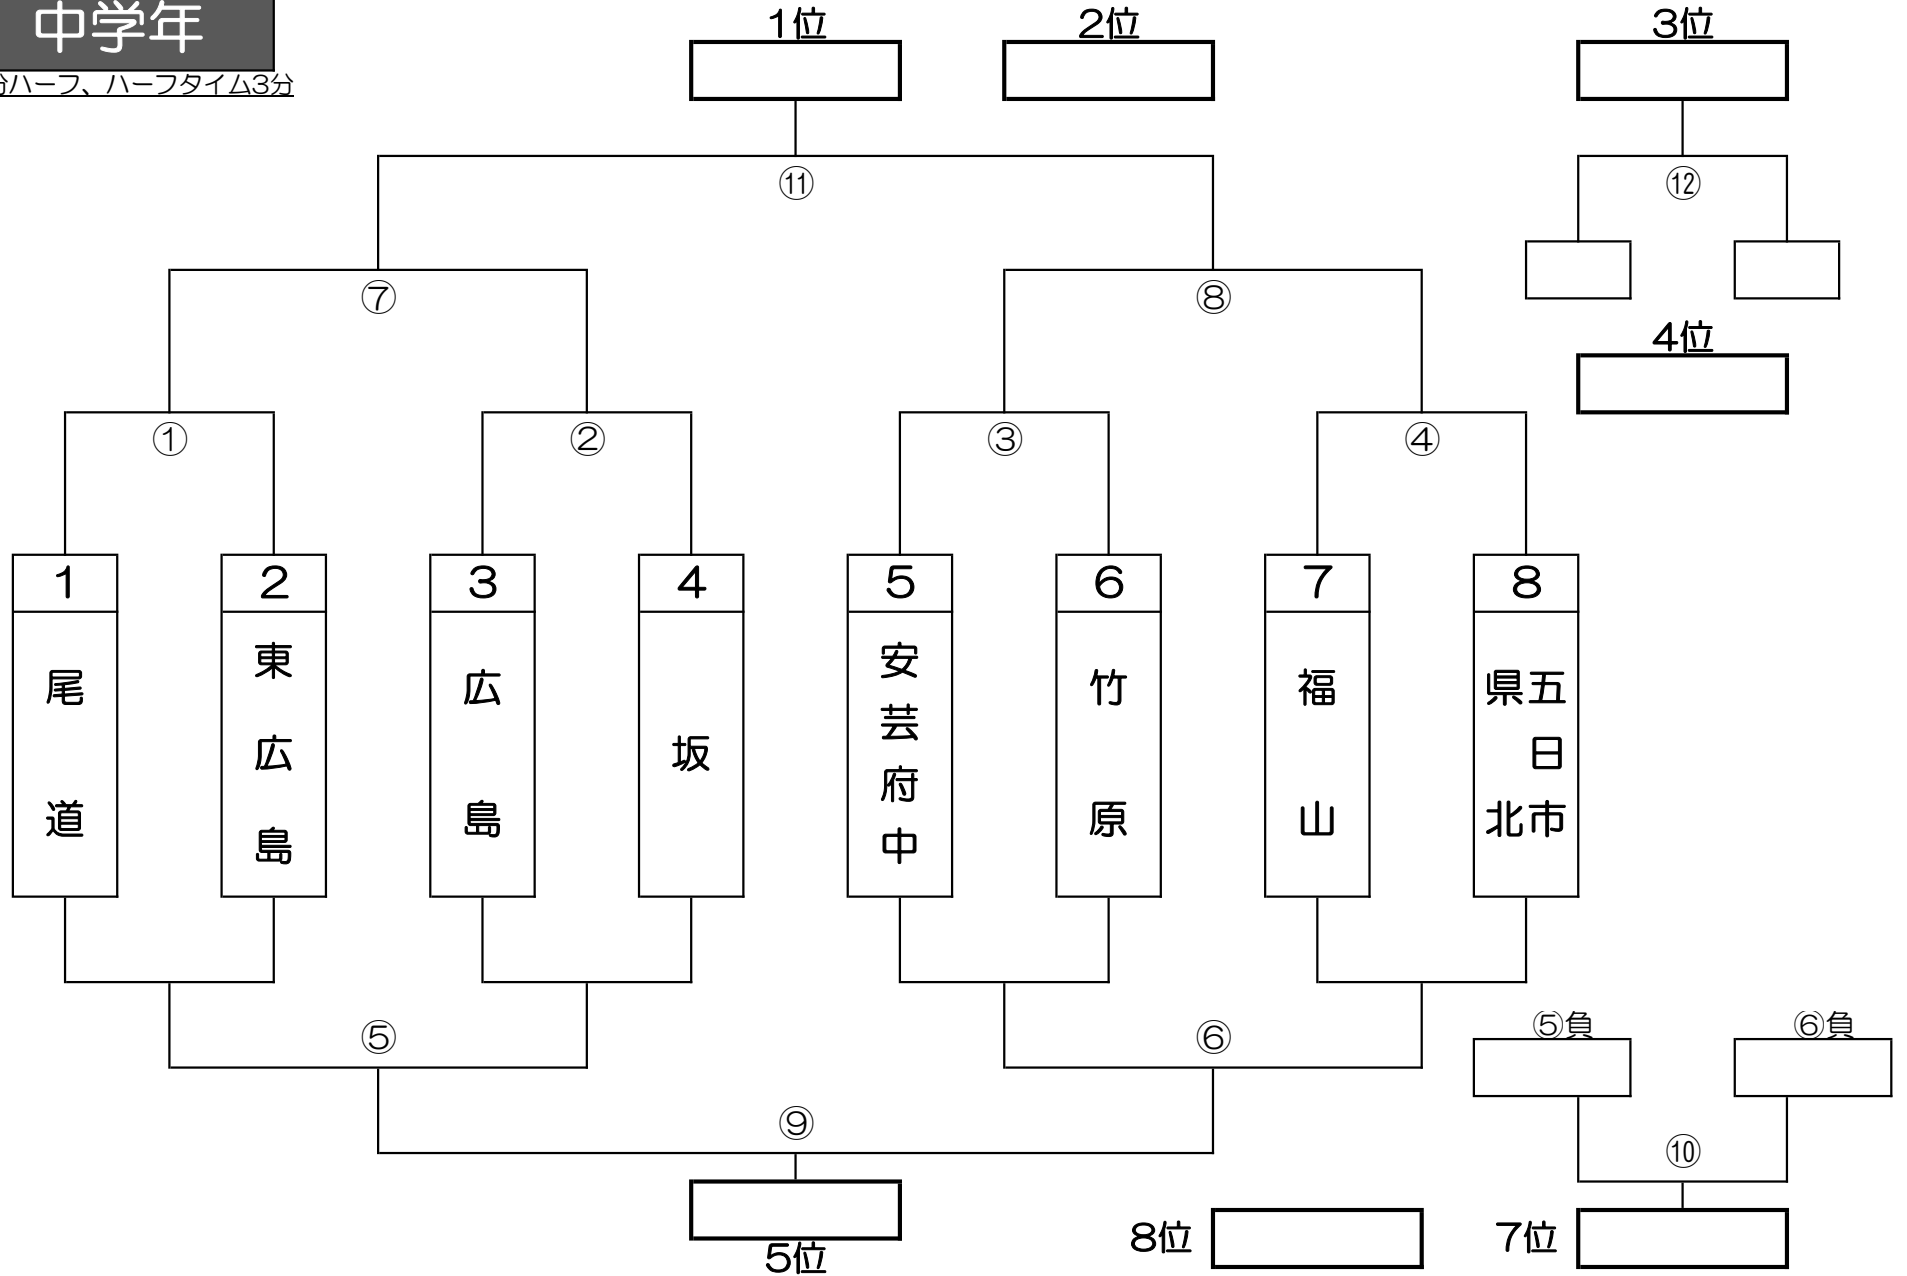 中学年
分ハーフ、ハーフタイム3分
1位
2位
3位
⑪
⑫
⑦
⑧
4位
①
②
③
④
1
2
3
4
5
6
7
8
尾道
東広島
広島
坂
安芸府中
竹原
福山
五日市
県北
⑤
⑥
⑤負
⑥負
⑨
⑩
5位
8位
7位